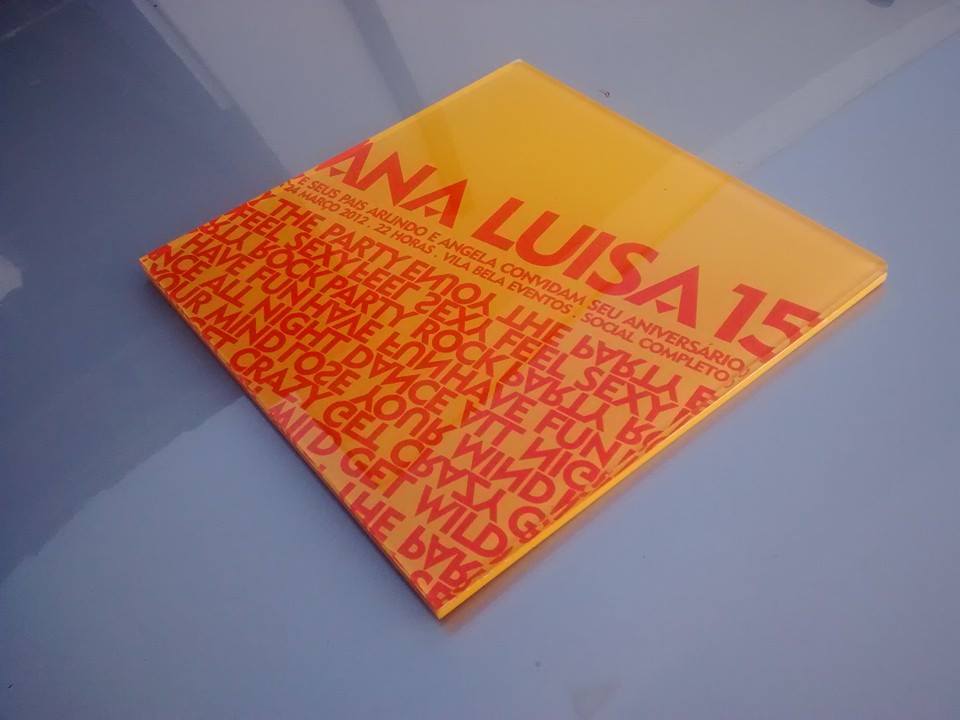 ANA LUISA 15
E SEUS PAIS ARLINDO E ANGELA CONVIDAM SEU ANIVERSÁRIO
24 MARÇO 2012 . 22 HORAS . VILA BELA EVENTOS . SOCIAL COMPLETO
THE PARTY ENJOY THE PARTY
FEEL SEXY FEEL SEXY FEEL SEXY
ROCK PARTY ROCK PARTY
HAVE FUN HAVE FUN HAVE FUN
ALL NIGHT DANCE ALL
YOUR MIND LOSE YOUR MIND
GET CRAZY GET CRAZY
WILD GET WILD
THE